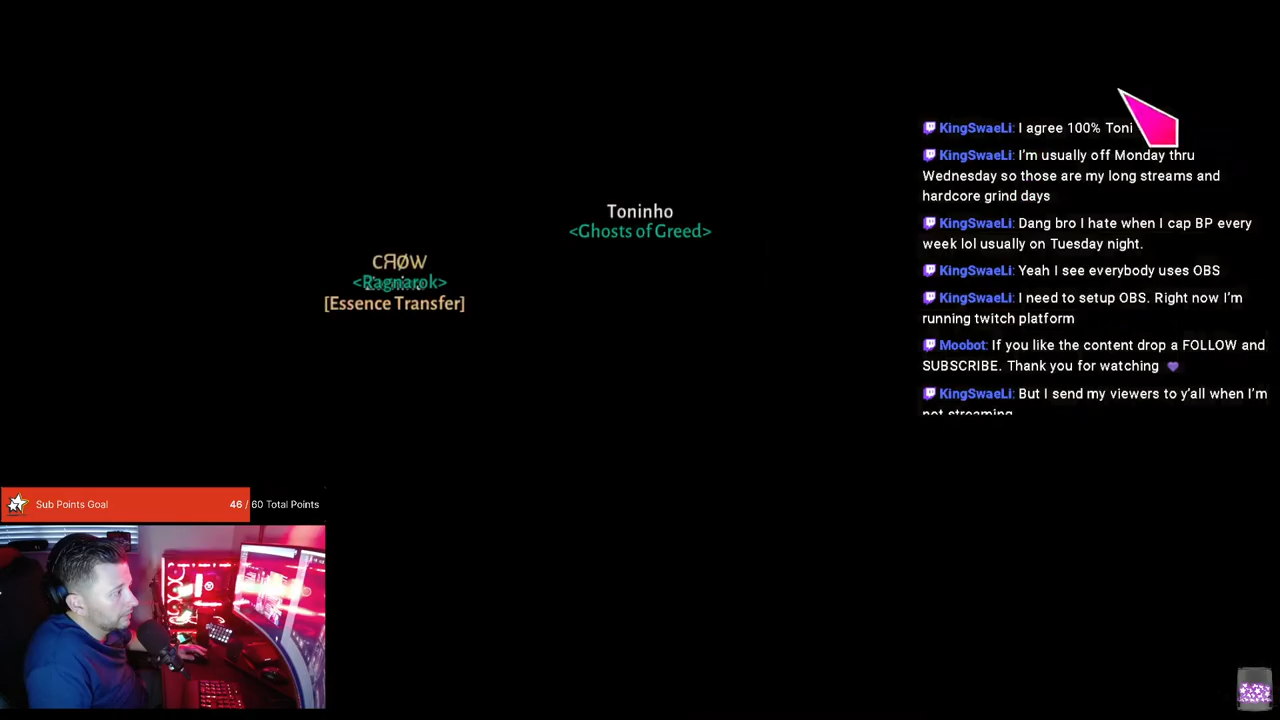 KingSwaeLi: I agree 100% Toni
KingSwaeLi: I'm usually off Monday thru
Wednesday so those are my long streams and
hardcore grind days
KingSwaeLi: Dang bro I hate when I cap BP every
week lol usually on Tuesday night.
KingSwaeLi: Yeah I see everybody uses OBS
KingSwaeLi: I need to setup OBS. Right now I'm
running twitch platform
Moobot: If you like the content drop a FOLLOW and
SUBSCRIBE. Thank you for watching
KingSwaeLi: But I send my viewers to y'all when I'm
not streaming
Toninho
<Ghosts of Greed>
CЯØW
<Ragnarok>
[Essence Transfer]
Sub Points Goal 46 / 60 Total Points